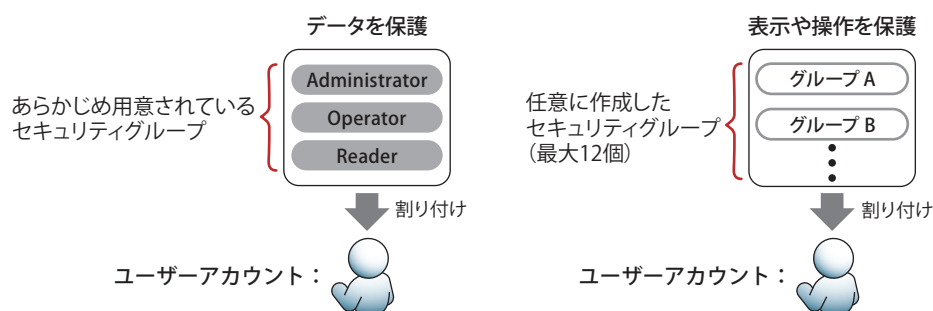 データを保護
Administrator
Operator
Reader
あらかじめ用意されている
セキュリティグループ
割り付け
ユーザーアカウント：
表示や操作を保護
グループ A
グループ B
任意に作成した
セキュリティグループ
（最大12個）
割り付け
ユーザーアカウント：